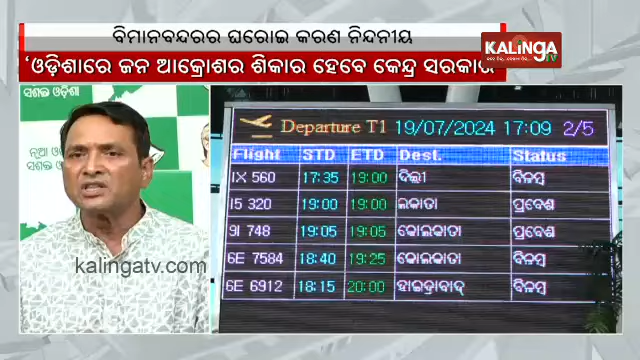 ବିମାନବନ୍ଦରର ଘରୋଇ କରଣ ନିନ୍ଦନୀୟ
'ଓଡ଼ିଶାରେ ଜନ ଆକ୍ରୋଶର ଶିକାର ହେବେ କେନ୍ଦ୍ର ସରକାର'
KALINGA TV
ସଶକ୍ତ ଓଡ଼ିଶା
ନୂଆ
ସଶକ୍ତ
kalingatv.com
Departure T1 19/07/2024 17:09 2/5
Flight STD ETD Dest. Status
IX 560 17:35 19:00 ଦିଲ୍ଲୀ ବିଳମ୍ବ
I5 320 19:00 19:00 ଲକାତା ପ୍ରବେଶ
9I 748 19:05 19:05 କୋଲକାତା ପ୍ରବେଶ
6E 7584 18:40 19:25 କୋଲକାତା ବିଳମ୍ବ
6E 6912 18:15 20:00 ହାଇଦ୍ରାବାଦ୍ ବିଳମ୍ବ